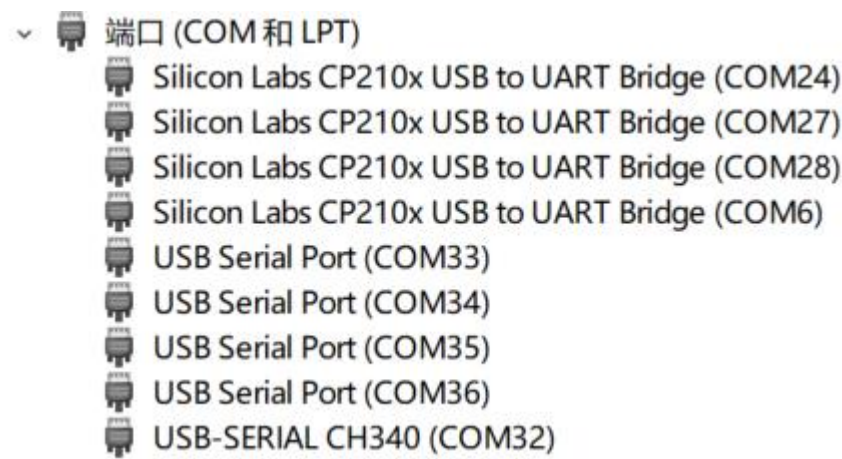 端口 (COM 和 LPT)
Silicon Labs CP210x USB to UART Bridge (COM24)
Silicon Labs CP210x USB to UART Bridge (COM27)
Silicon Labs CP210x USB to UART Bridge (COM28)
Silicon Labs CP210x USB to UART Bridge (COM6)
USB Serial Port (COM33)
USB Serial Port (COM34)
USB Serial Port (COM35)
USB Serial Port (COM36)
USB-SERIAL CH340 (COM32)